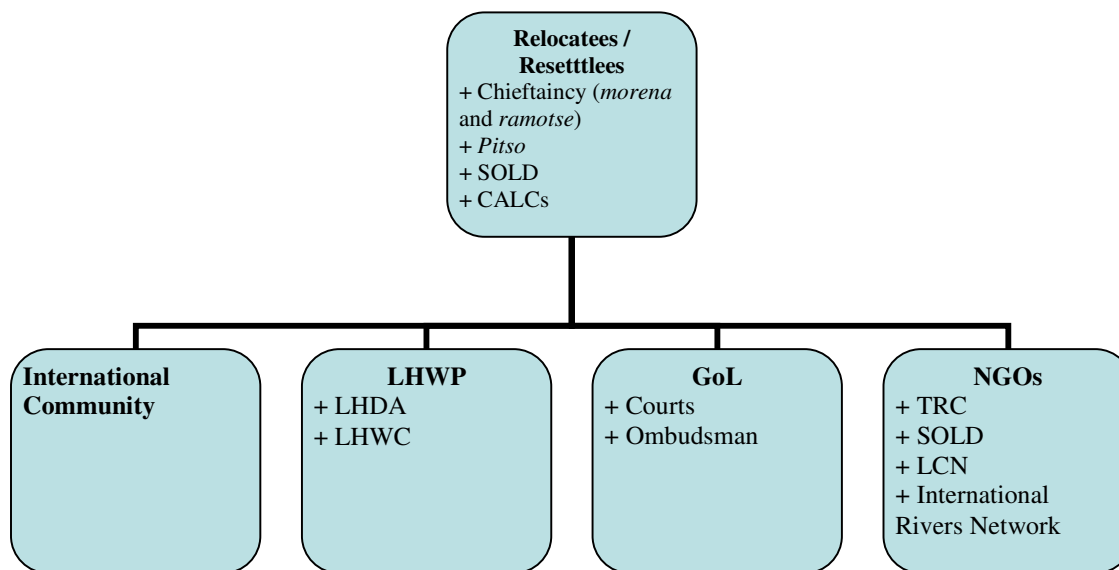 Relocatees /
Resetttlees
+ Chieftaincy (morena
and ramotse)
+ Pitso
+ SOLD
+ CALCs
International
Community
LHWP
+ LHDA
+ LHWC
GoL
+ Courts
+ Ombudsman
NGOs
+ TRC
+ SOLD
+ LCN
+ International
Rivers Network